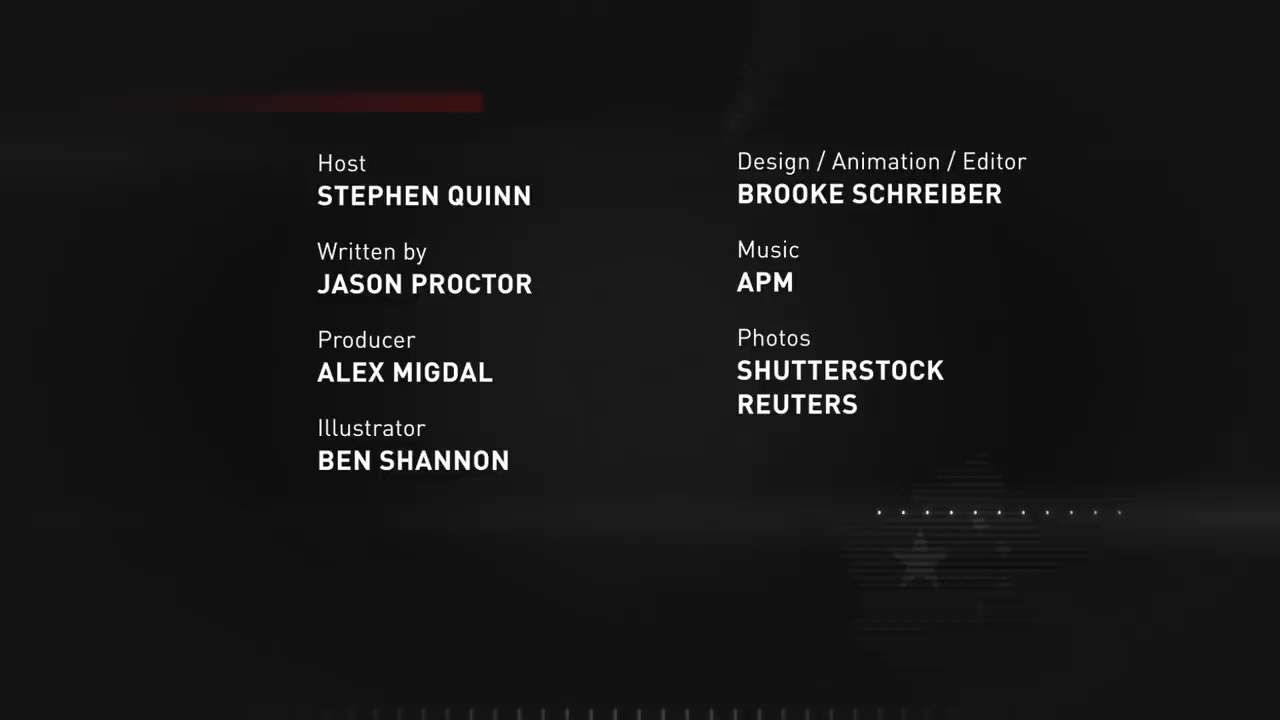 Host
STEPHEN QUINN
Written by
JASON PROCTOR
Producer
ALEX MIGDAL
Illustrator
BEN SHANNON
Design / Animation / Editor
BROOKE SCHREIBER
Music
APM
Photos
SHUTTERSTOCK
REUTERS